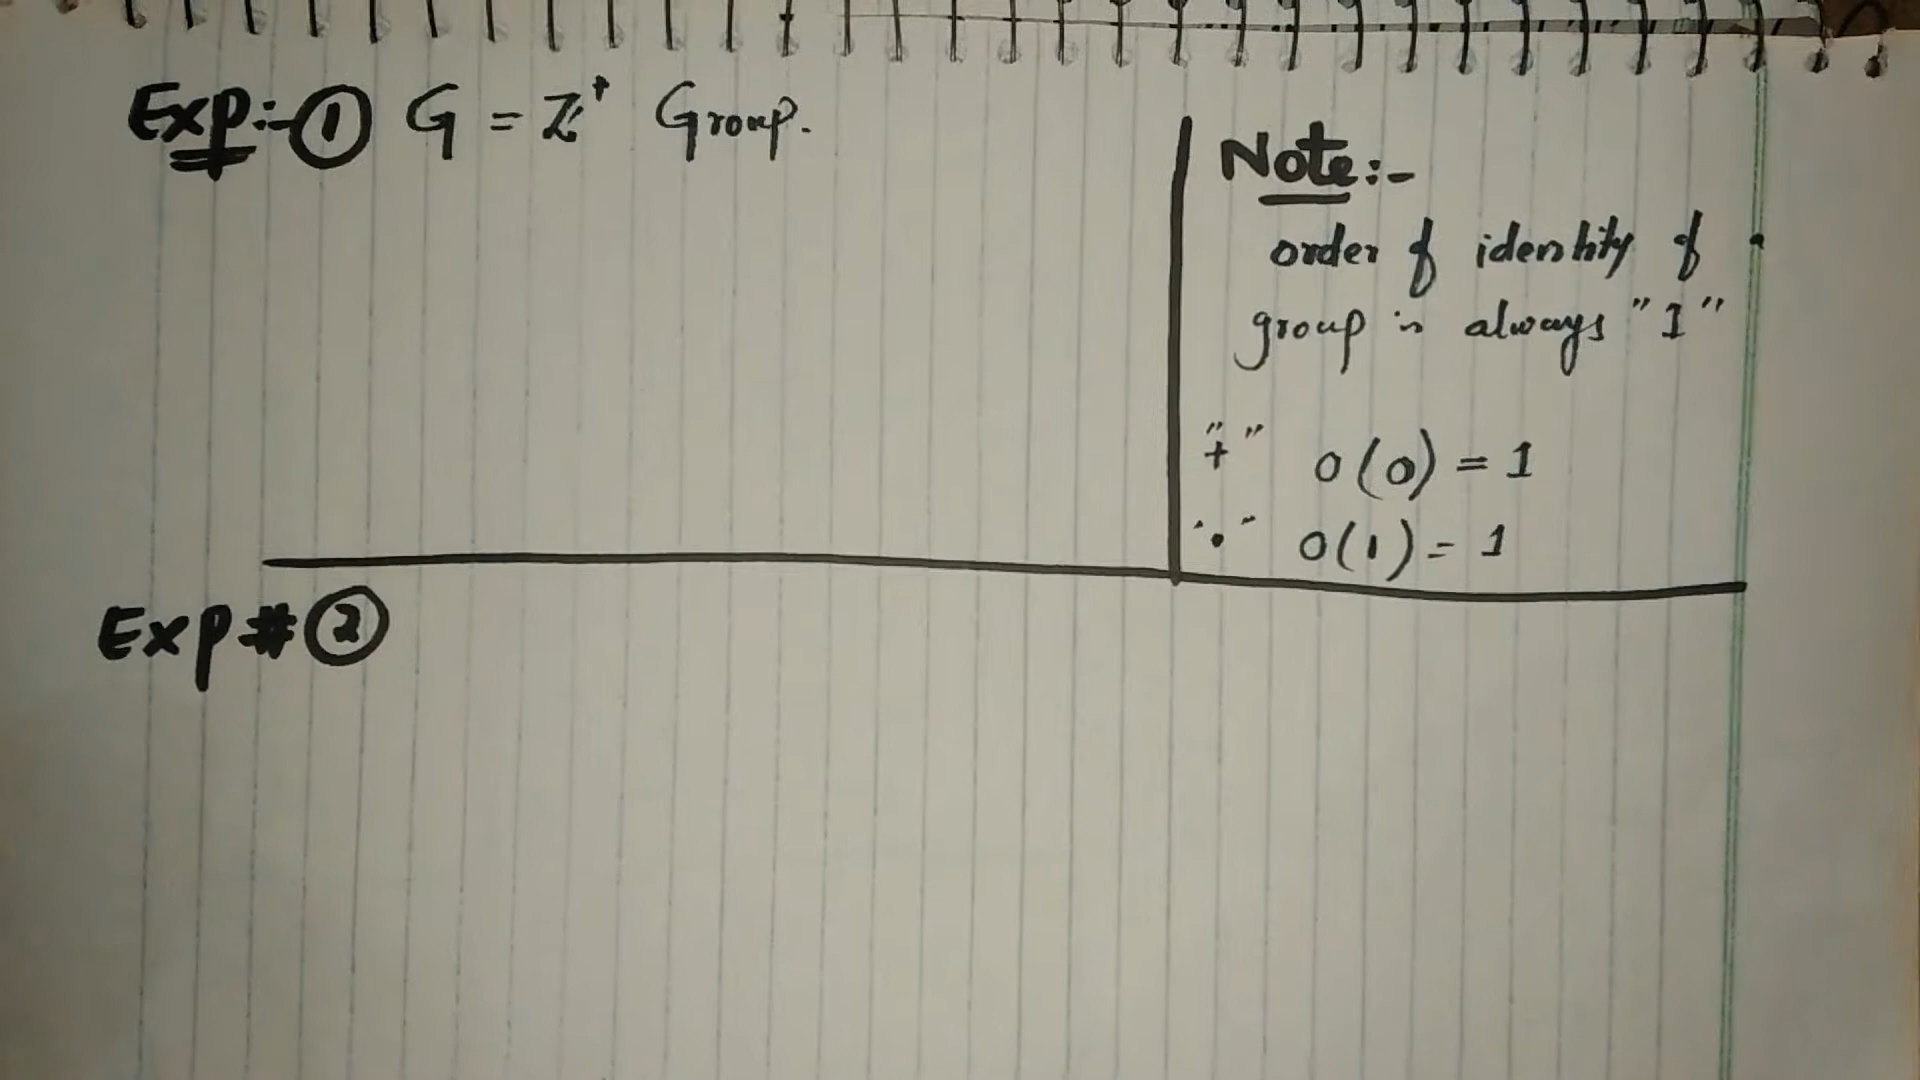 Exp:- ① G = Z⁺ Group.
Note:-
order of identity of
group is always "1"
"+" o(0) = 1
"." o(1) = 1
Exp # ②